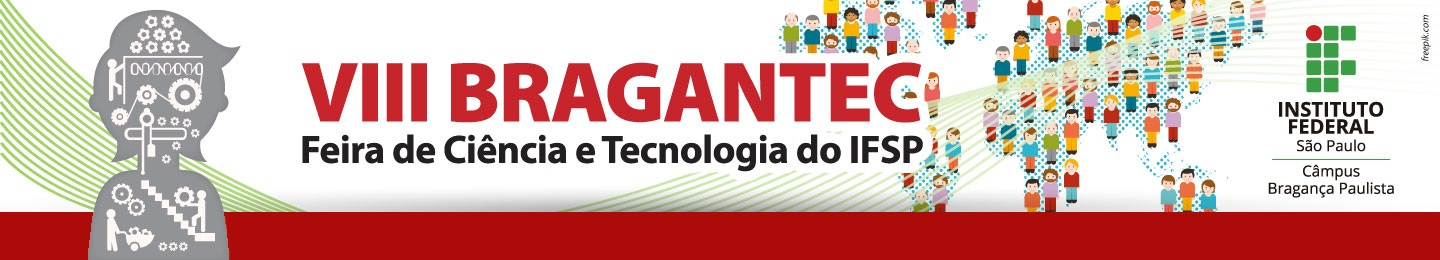 VIII BRAGANTEC
Feira de Ciência e Tecnologia do IFSP
INSTITUTO
FEDERAL
São Paulo
Câmpus
Bragança Paulista
freepik.com